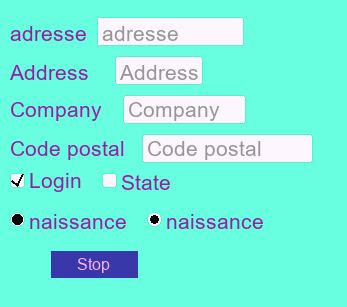 adresse adresse
Address Address
Company Company
Code postal Code postal
Login State
naissance naissance
Stop